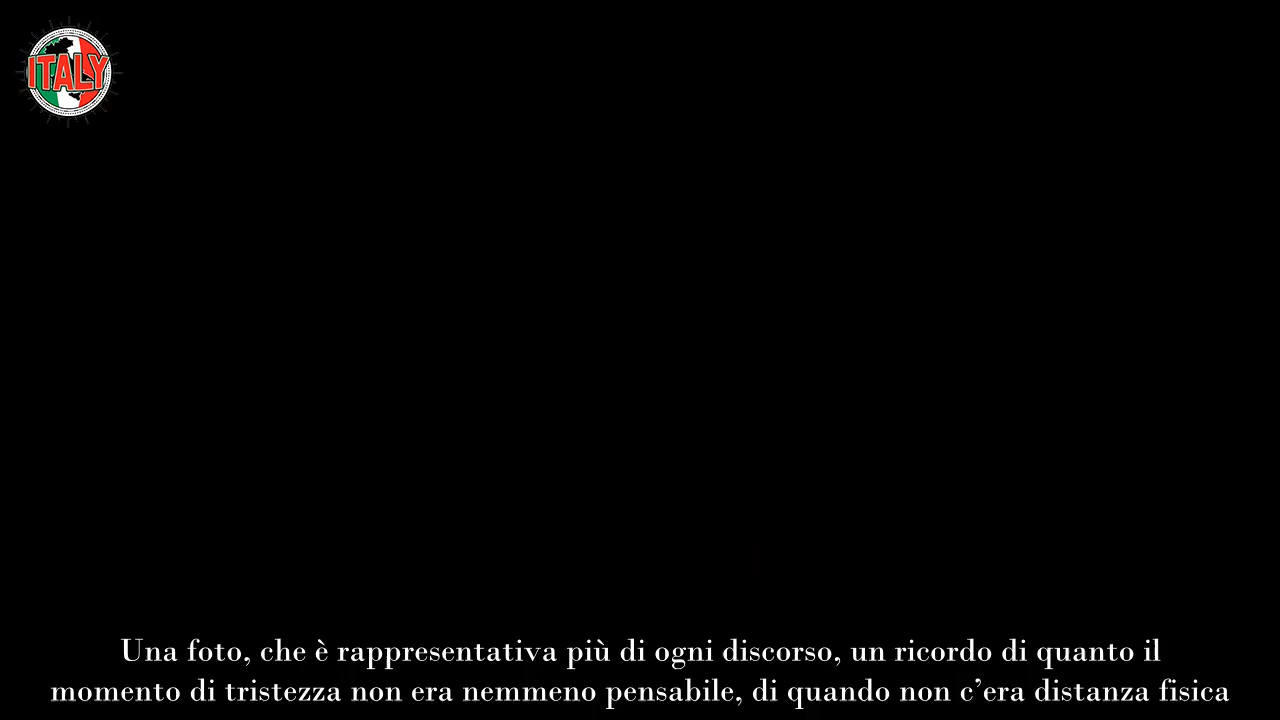 ITALY
Una foto, che è rappresentativa più di ogni discorso, un ricordo di quanto il
momento di tristezza non era nemmeno pensabile, di quando non c’era distanza fisica